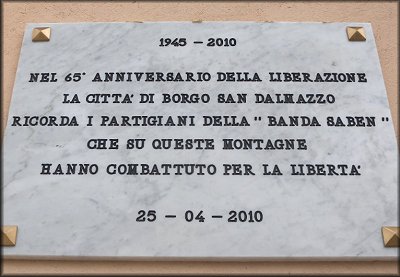 1945 – 2010
NEL 65° ANNIVERSARIO DELLA LIBERAZIONE
LA CITTA' DI BORGO SAN DALMAZZO
RICORDA I PARTIGIANI DELLA " BANDA SABEN "
CHE SU QUESTE MONTAGNE
HANNO COMBATTUTO PER LA LIBERTA'
25 – 04 – 2010